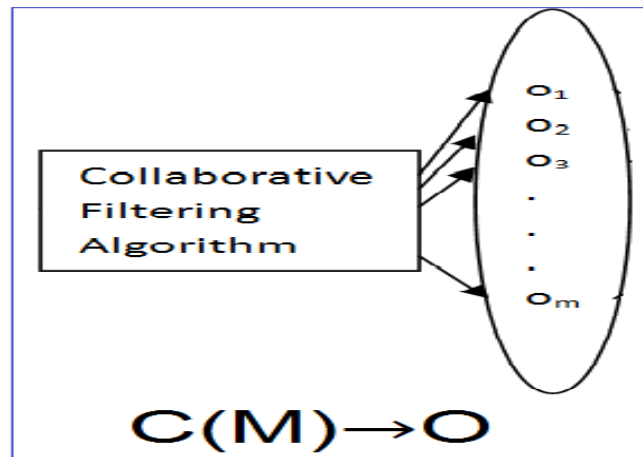 Collaborative
Filtering
Algorithm
o₁
o₂
o₃
.
.
.
oₘ
C(M)→O